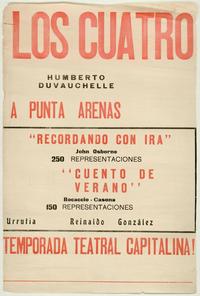 LOS CUATRO
HUMBERTO
DUVAUCHELLE
A PUNTA ARENAS
"RECORDANDO CON IRA"
John Osborne
250 REPRESENTACIONES
"CUENTO DE
VERANO"
Bocaccio - Casona
150 REPRESENTACIONES
Urrutia Reinaldo González
TEMPORADA TEATRAL CAPITALINA!